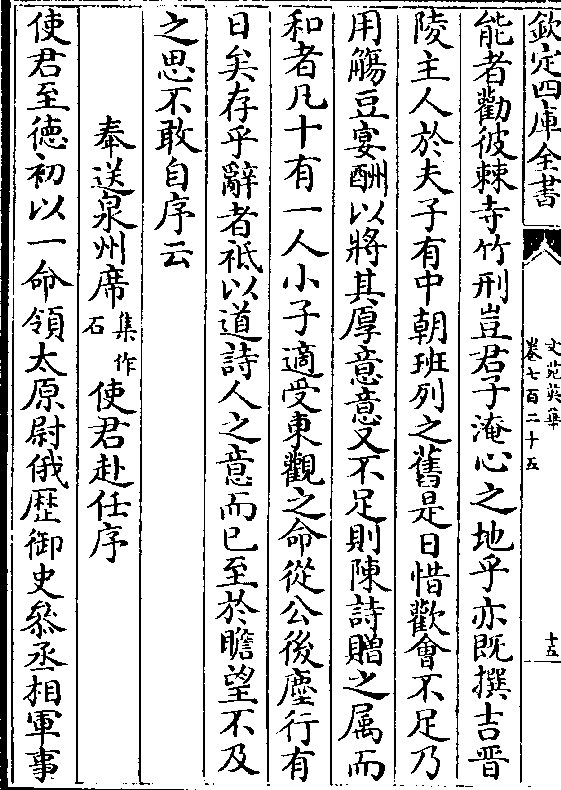 欽定四庫全書
文苑英華
卷七百二十五
十五
能者勸彼棘寺竹刑豈君子淹心之地乎亦既撰吉晋
陵主人於夫子有中朝班列之舊是日惜歡會不足乃
用觴豆宴酬以將其厚意意又不足則陳詩贈之属而
和者凡十有一人小子適受東觀之命從公後塵行有
日矣存乎辭者祗以道詩人之意而已至於瞻望不及
之思不敢自序云
奉送泉州席集作石使君赴任序
使君至徳初以一命領太原尉俄歴御史叅丞相軍事